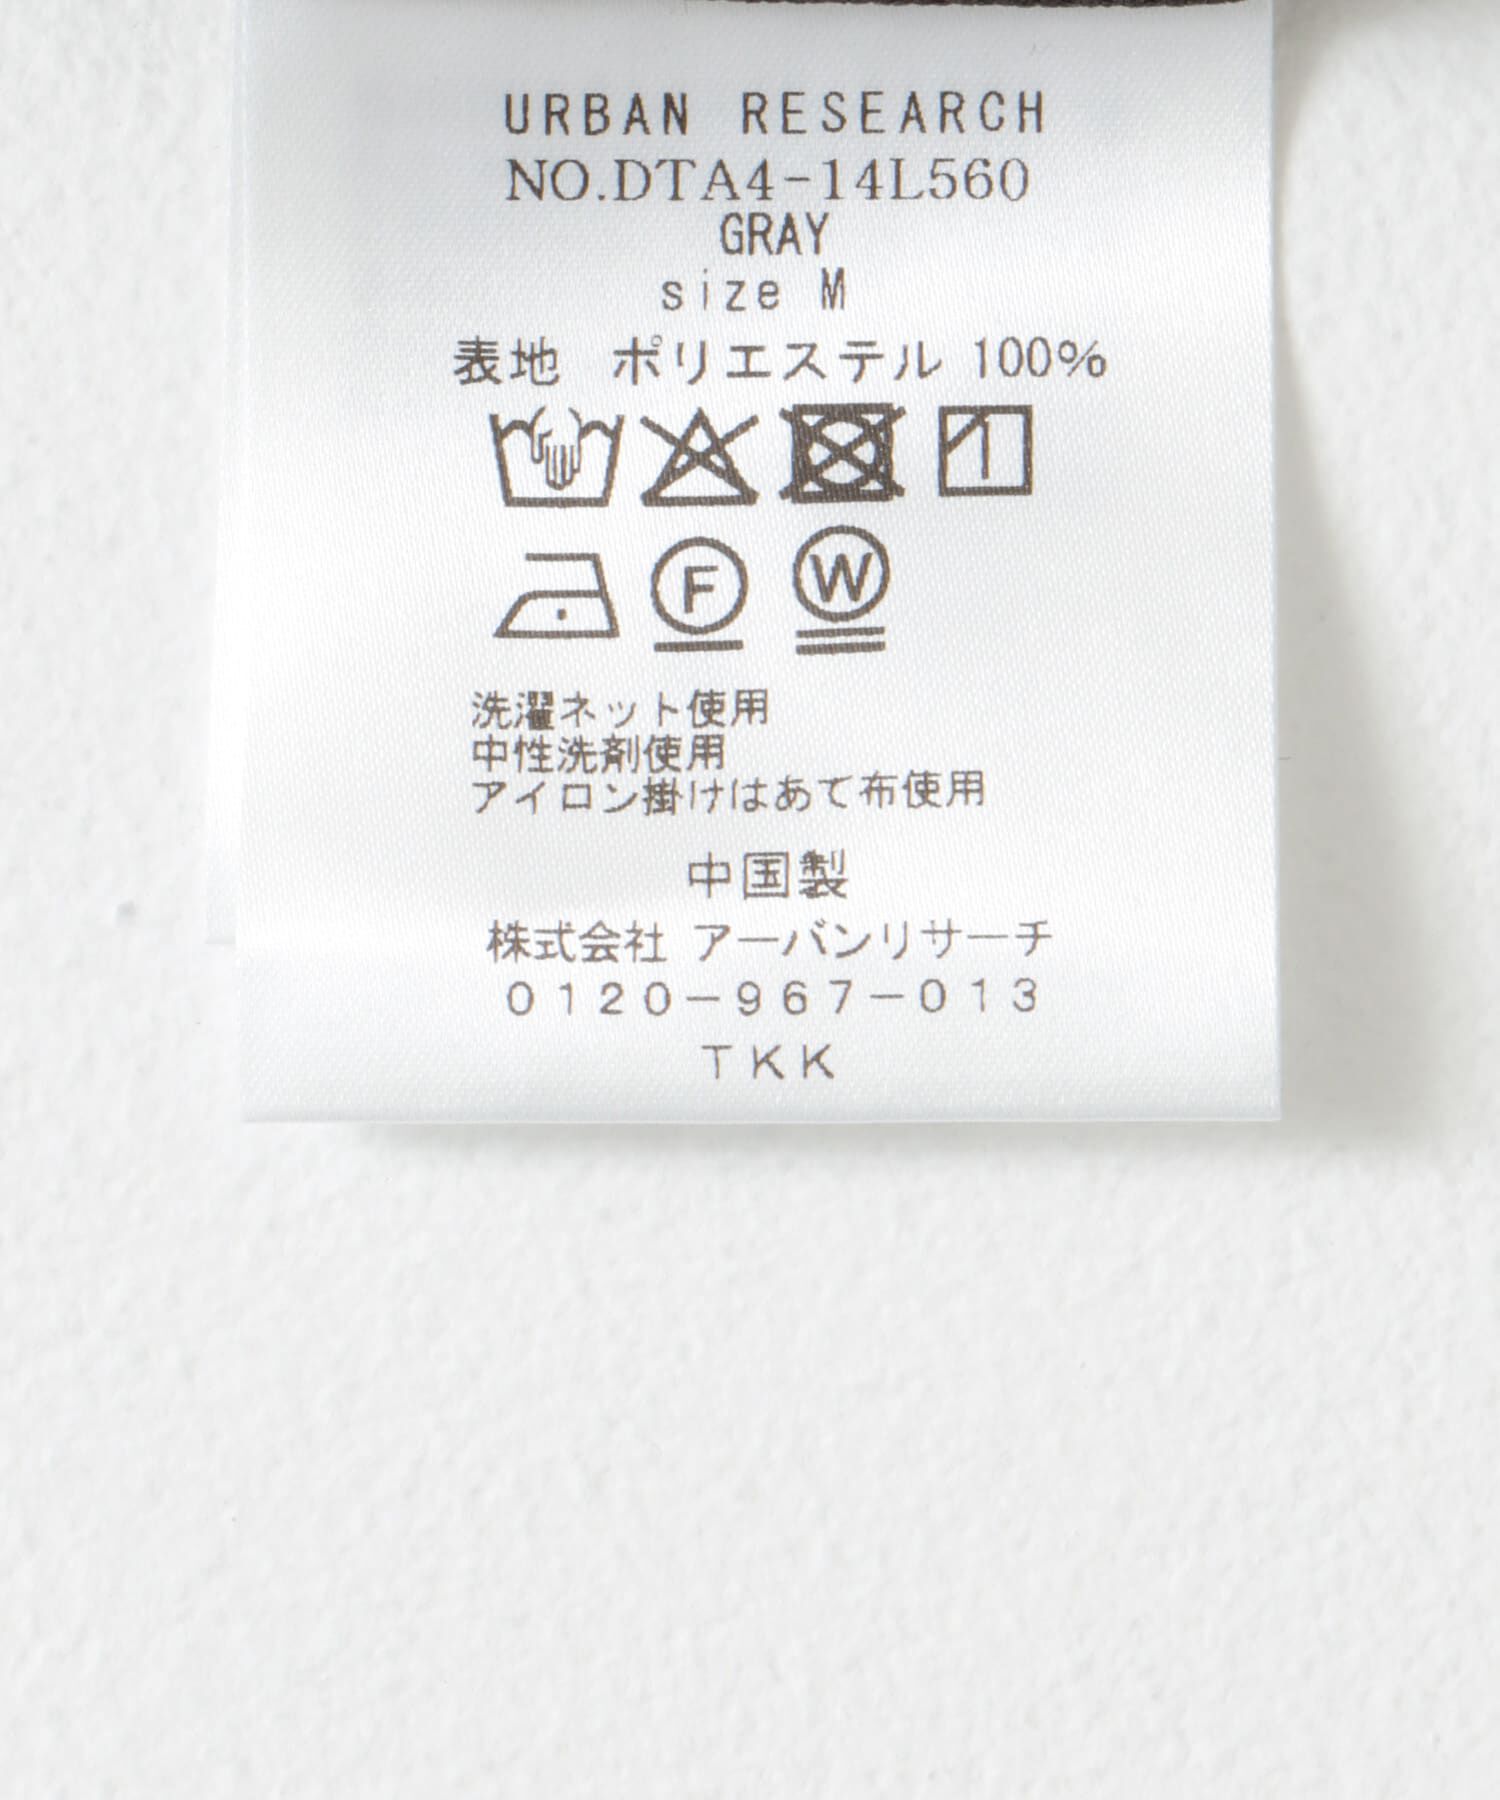 URBAN RESEARCH
NO.DTA4-14L560
GRAY
size M
表地 ポリエステル 100%
F W
洗濯ネット使用
中性洗剤使用
アイロン掛けはあて布使用
中国製
株式会社 アーバンリサーチ
0120-967-013
TKK